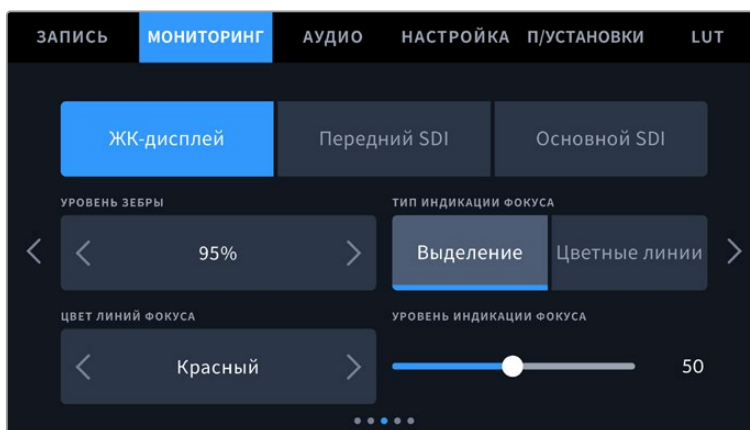 ЗАПИСЬ МОНИТОРИНГ АУДИО НАСТРОЙКА П/УСТАНОВКИ LUT
ЖК-дисплей Передний SDI Основной SDI
УРОВЕНЬ ЗЕБРЫ ТИП ИНДИКАЦИИ ФОКУСА
95% Выделение Цветные линии
ЦВЕТ ЛИНИЙ ФОКУСА УРОВЕНЬ ИНДИКАЦИИ ФОКУСА
Красный 50